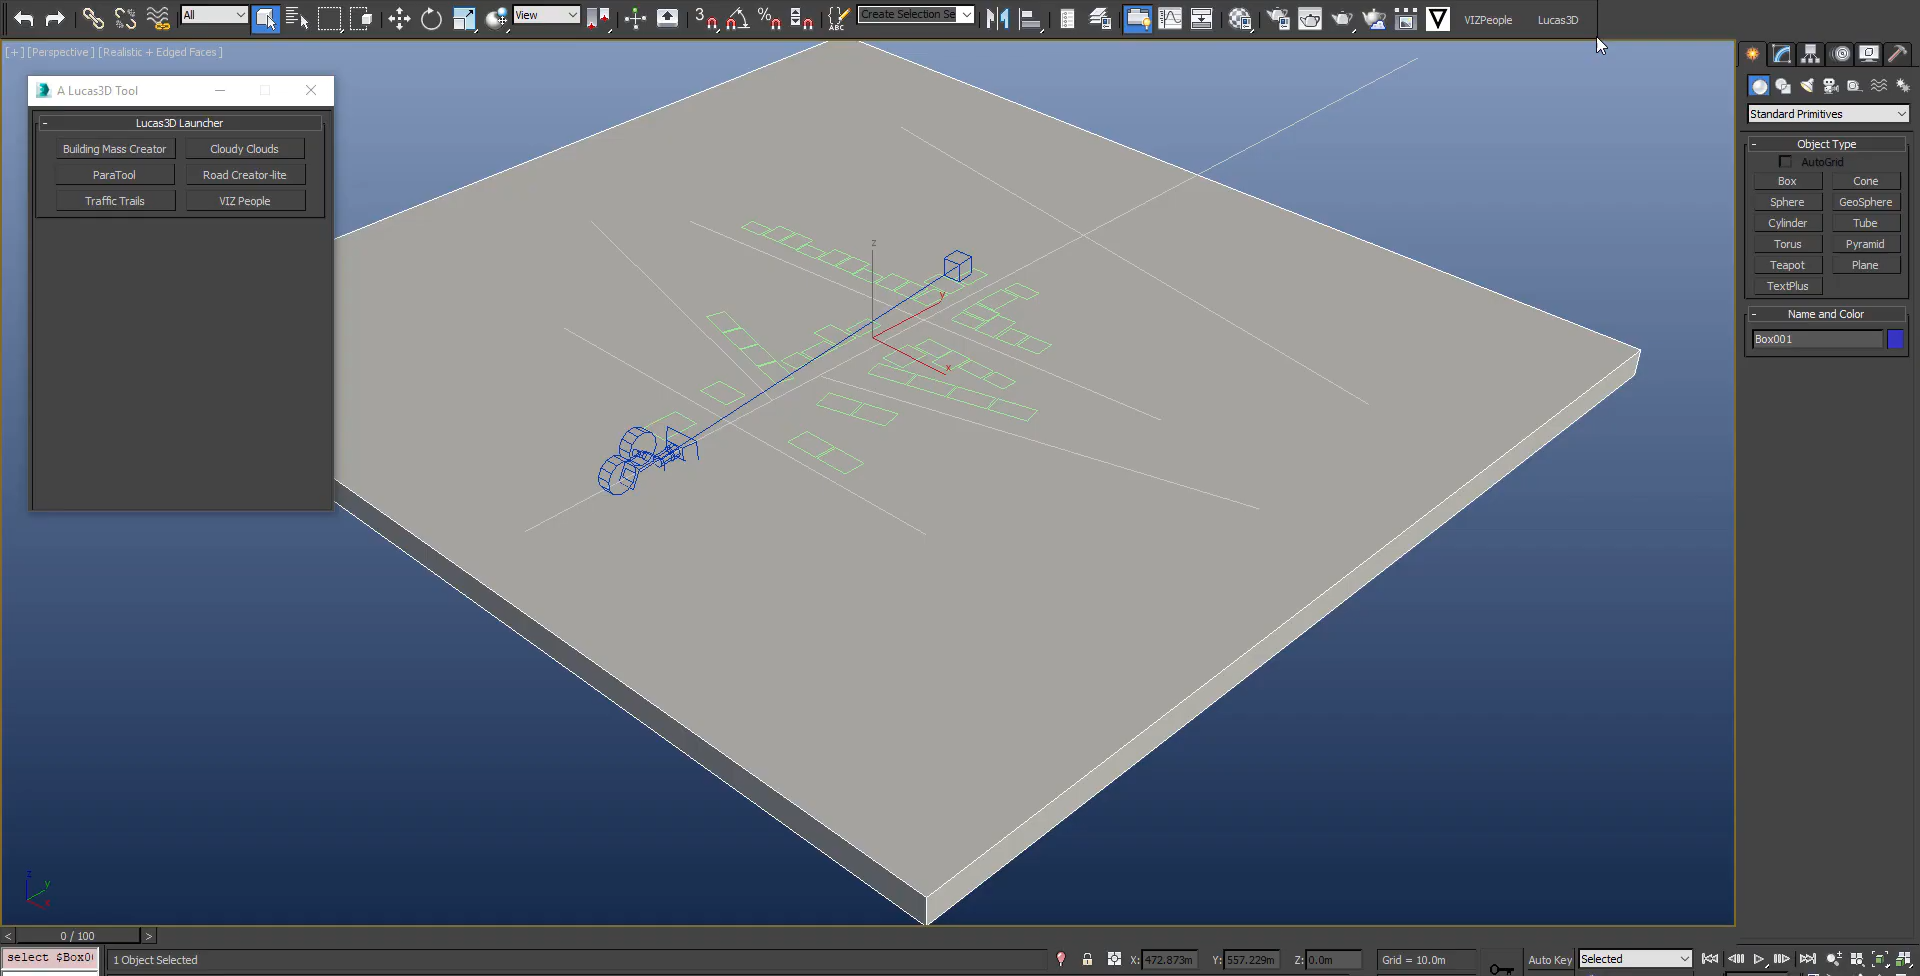 All
View
3
%
ABC
Create Selection Se
VIZPeople
Lucas3D
[+] [Perspective] [Realistic + Edged Faces]
A Lucas3D Tool
- Lucas3D Launcher
Building Mass Creator
Cloudy Clouds
ParaTool
Road Creator-lite
Traffic Trails
VIZ People
z
y
x
Standard Primitives
- Object Type
AutoGrid
Box
Cone
Sphere
GeoSphere
Cylinder
Tube
Torus
Pyramid
Teapot
Plane
TextPlus
- Name and Color
Box001
z
y
x
< 0 / 100 >
select $Box0
1 Object Selected
X: 472.873m
Y: 557.229m
Z: 0.0m
Grid = 10.0m
Auto Key
Selected